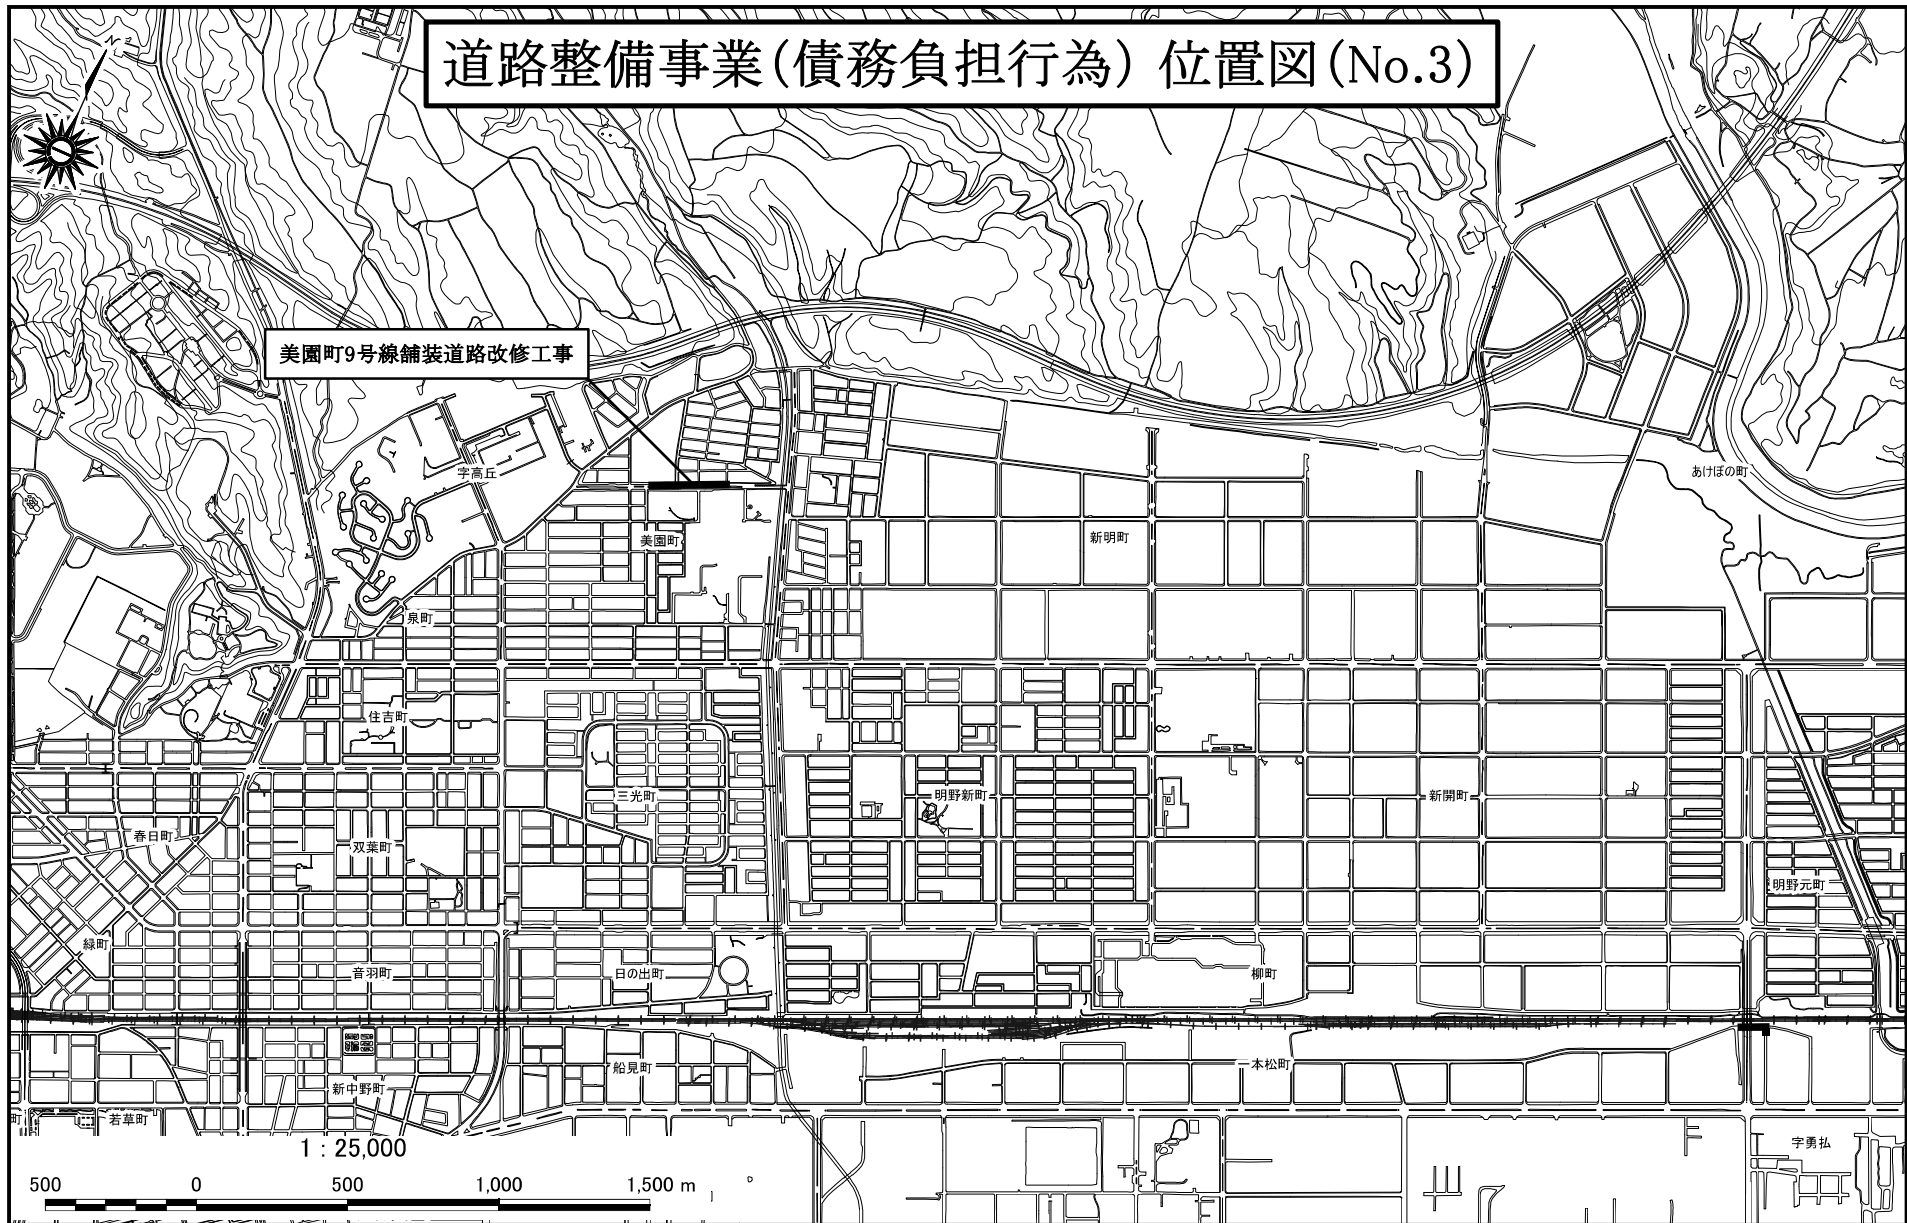 道路整備事業(債務負担行為) 位置図(No.3)
N
美園町9号線舗装道路改修工事
字高丘
あけぼの町
美園町
新明町
泉町
住吉町
三光町
明野新町
新開町
春日町
双葉町
明野元町
緑町
音羽町
日の出町
柳町
船見町
一本松町
新中野町
若草町
町
字勇払
1 : 25,000
500 0 500 1,000 1,500 m